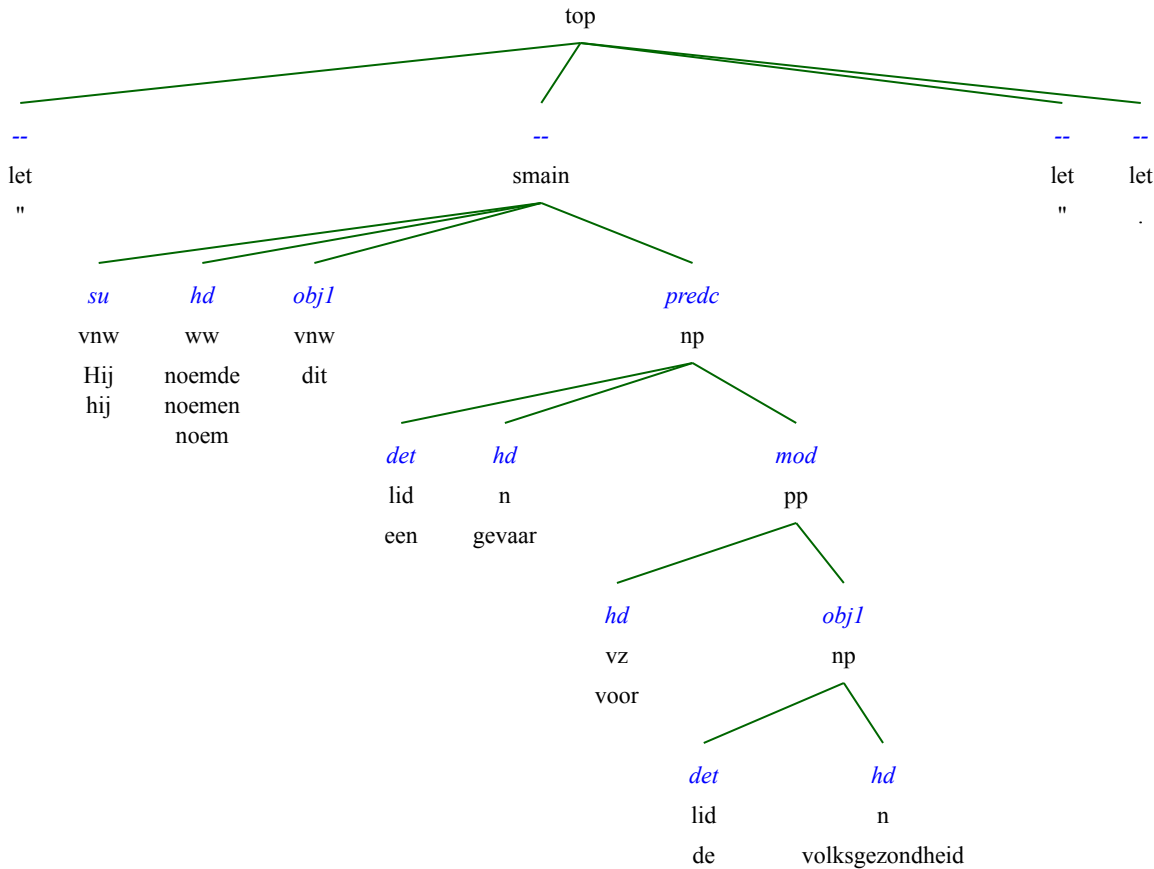 top
-- -- -- --
let smain let let
" " .
su hd obj1 predc
vnw ww vnw np
Hij noemde dit
hij noemen
noem
det hd mod
lid n pp
een gevaar
hd obj1
vz np
voor
det hd
lid n
de volksgezondheid